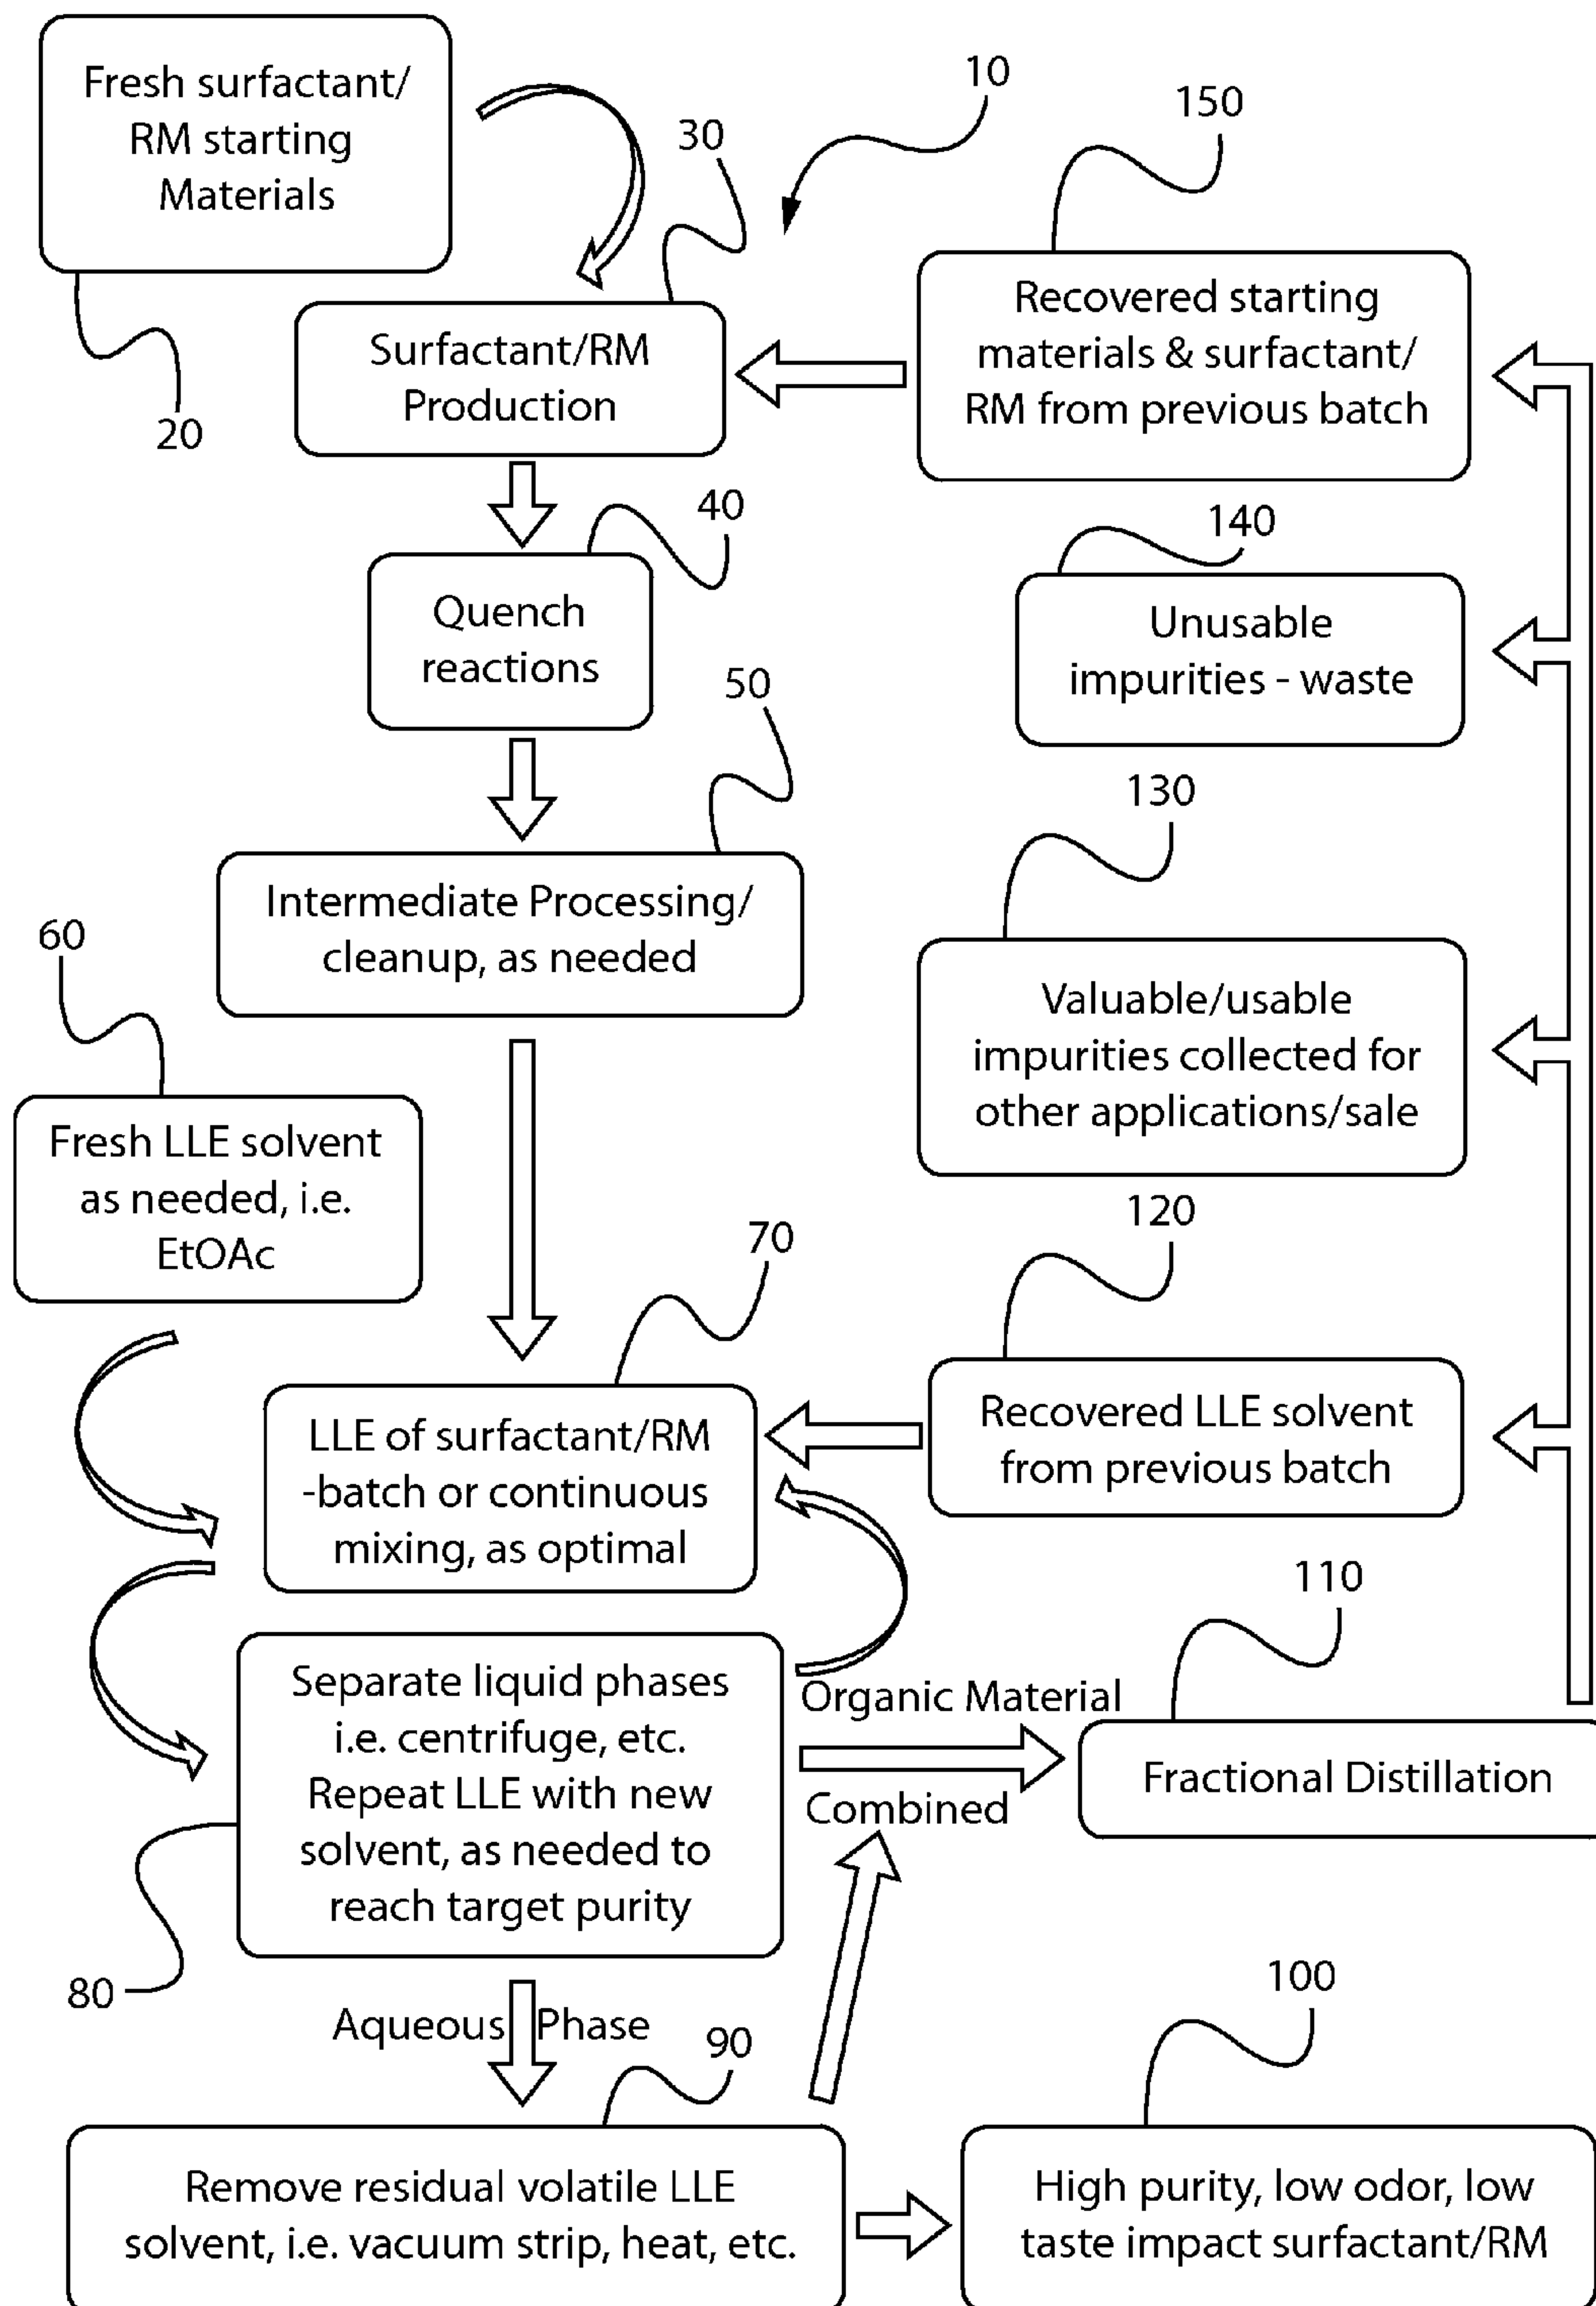 Fresh surfactant/
RM starting
Materials
10
150
30
20
Surfactant/RM
Production
Recovered starting
materials & surfactant/
RM from previous batch
40
Quench
reactions
140
Unusable
impurities - waste
50
Intermediate Processing/
cleanup, as needed
130
Valuable/usable
impurities collected for
other applications/sale
60
Fresh LLE solvent
as needed, i.e.
EtOAc
70
LLE of surfactant/RM
-batch or continuous
mixing, as optimal
120
Recovered LLE solvent
from previous batch
110
Separate liquid phases
i.e. centrifuge, etc.
Repeat LLE with new
solvent, as needed to
reach target purity
80
Organic Material
Combined
Fractional Distillation
Aqueous Phase
90
Remove residual volatile LLE
solvent, i.e. vacuum strip, heat, etc.
100
High purity, low odor, low
taste impact surfactant/RM